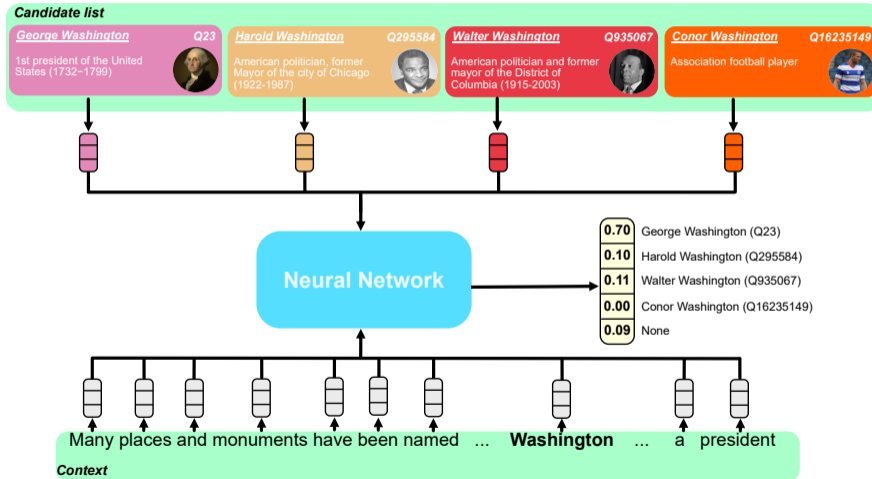 Candidate list
George Washington Q23
1st president of the United
States (1732–1799)
Harold Washington Q295584
American politician, former
Mayor of the city of Chicago
(1922-1987)
Walter Washington Q935067
American politician and former
mayor of the District of
Columbia (1915-2003)
Conor Washington Q16235149
Association football player
Neural Network
0.70 George Washington (Q23)
0.10 Harold Washington (Q295584)
0.11 Walter Washington (Q935067)
0.00 Conor Washington (Q16235149)
0.09 None
Many places and monuments have been named ... Washington ... a president
Context